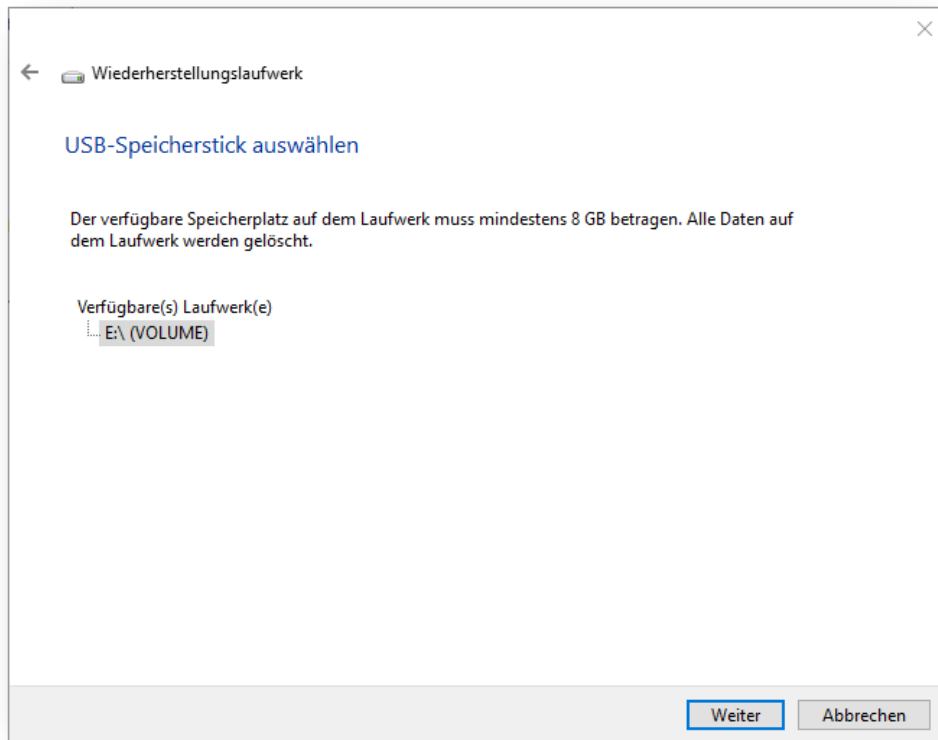 Wiederherstellungslaufwerk
USB-Speicherstick auswählen
Der verfügbare Speicherplatz auf dem Laufwerk muss mindestens 8 GB betragen. Alle Daten auf
dem Laufwerk werden gelöscht.
Verfügbare(s) Laufwerk(e)
E:\ (VOLUME)
Weiter
Abbrechen